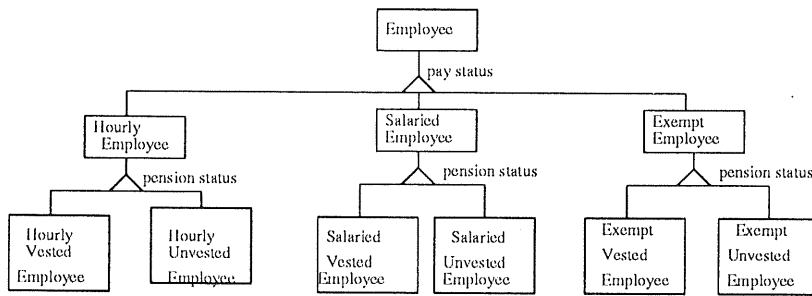 Employee
pay status
Hourly
Employee
Salaried
Employee
Exempt
Employee
pension status
pension status
pension status
Hourly
Vested
Employee
Hourly
Unvested
Employee
Salaried
Vested
Employee
Salaried
Unvested
Employee
Exempt
Vested
Employee
Exempt
Unvested
Employee